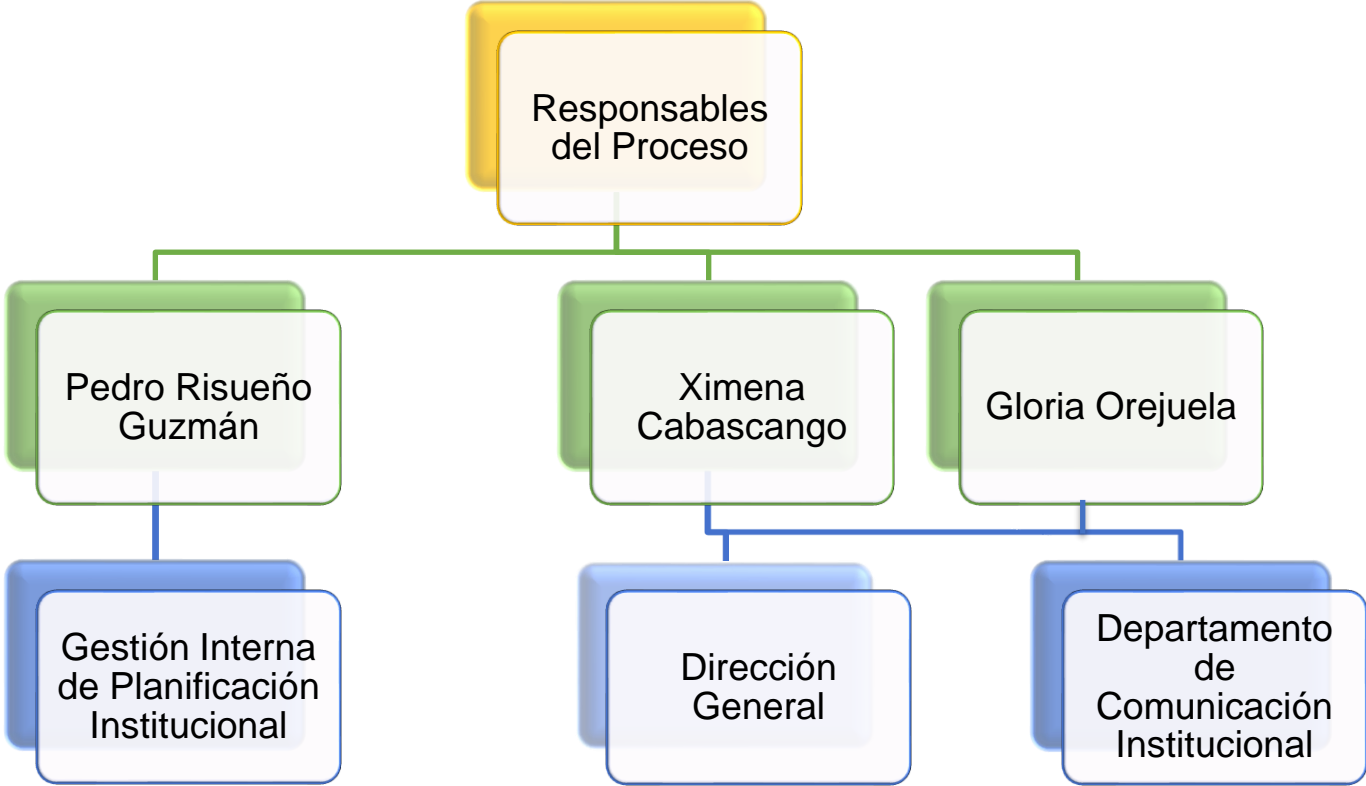 Responsables
del Proceso
Pedro Risueño
Guzmán
Ximena
Cabascango
Gloria Orejuela
Gestión Interna
de Planificación
Institucional
Dirección
General
Departamento
de
Comunicación
Institucional